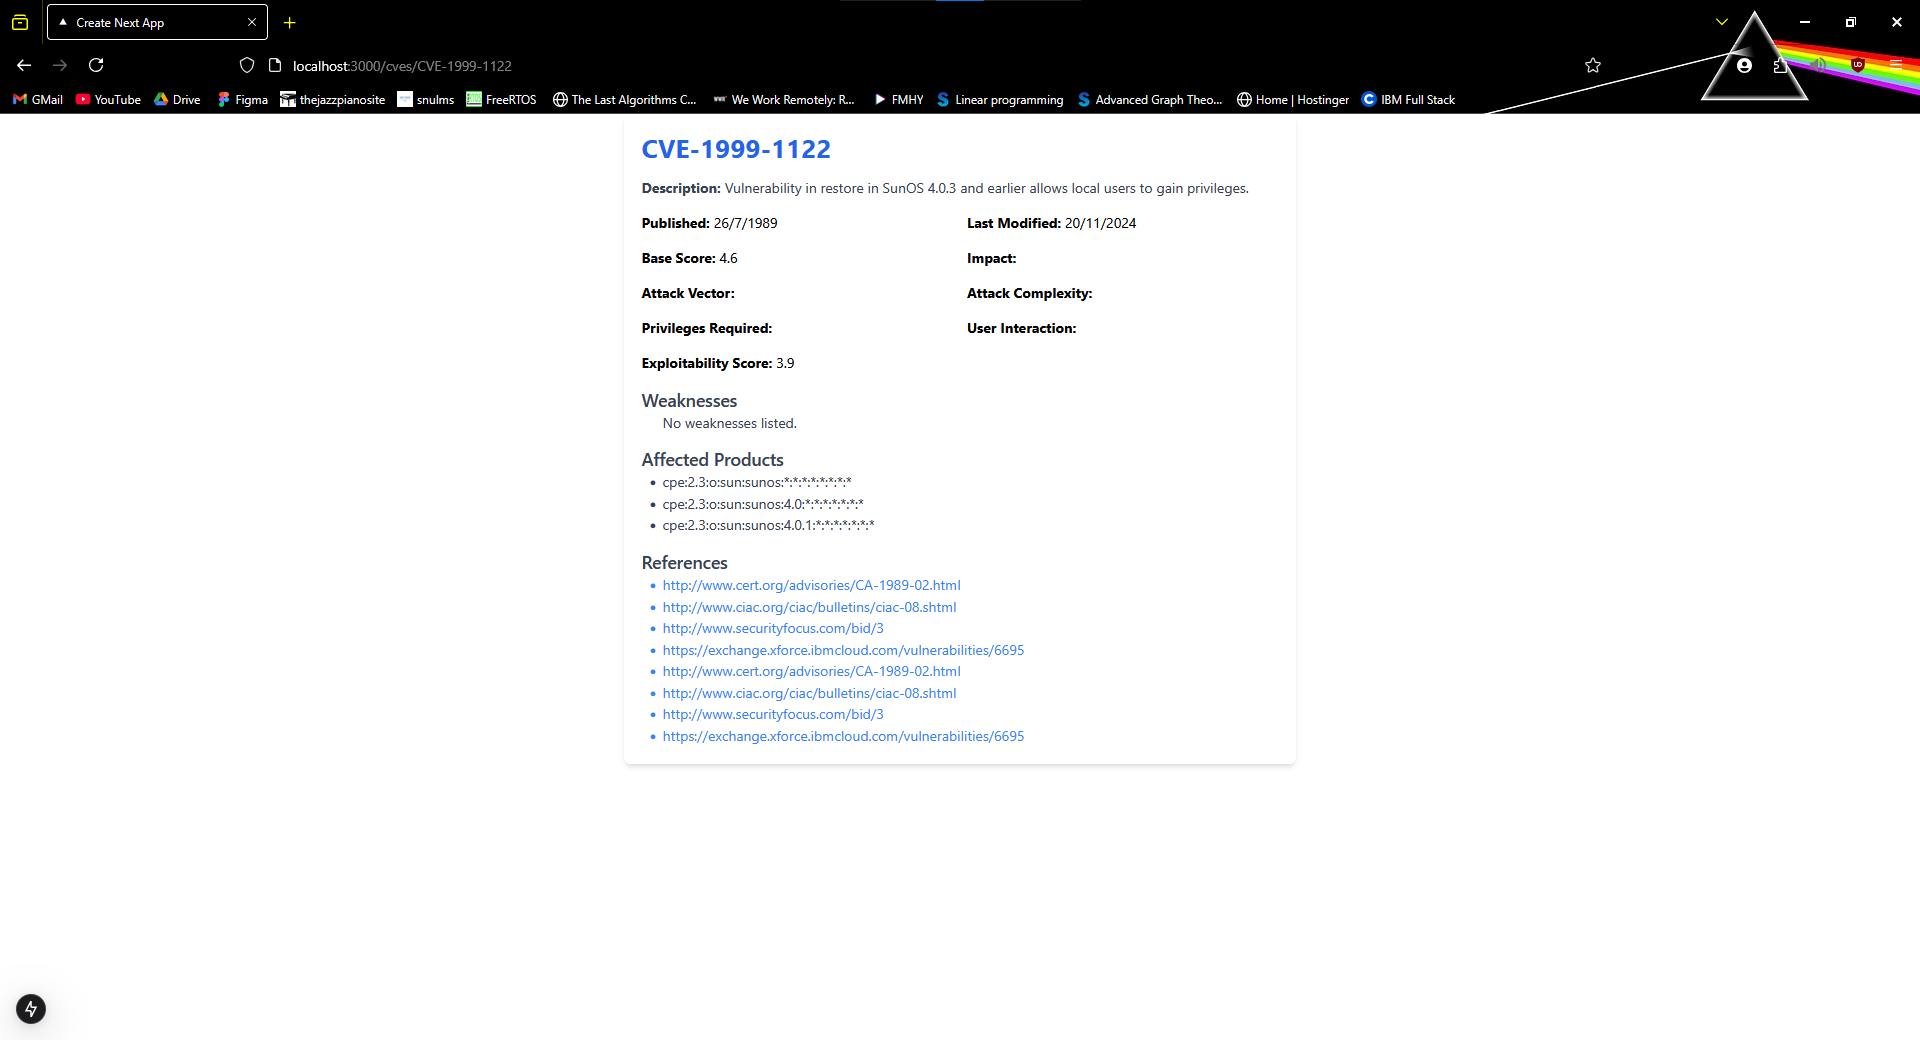 Create Next App
localhost:3000/cves/CVE-1999-1122
GMail YouTube Drive Figma thejazzpianosite snulms FreeRTOS The Last Algorithms C... We Work Remotely: R... FMHY Linear programming Advanced Graph Theo... Home | Hostinger IBM Full Stack
CVE-1999-1122
Description: Vulnerability in restore in SunOS 4.0.3 and earlier allows local users to gain privileges.
Published: 26/7/1989 Last Modified: 20/11/2024
Base Score: 4.6 Impact:
Attack Vector: Attack Complexity:
Privileges Required: User Interaction:
Exploitability Score: 3.9
Weaknesses
No weaknesses listed.
Affected Products
• cpe:2.3:o:sun:sunos:*:*:*:*:*:*:*:*
• cpe:2.3:o:sun:sunos:4.0:*:*:*:*:*:*:*
• cpe:2.3:o:sun:sunos:4.0.1:*:*:*:*:*:*:*
References
• http://www.cert.org/advisories/CA-1989-02.html
• http://www.ciac.org/ciac/bulletins/ciac-08.shtml
• http://www.securityfocus.com/bid/3
• https://exchange.xforce.ibmcloud.com/vulnerabilities/6695
• http://www.cert.org/advisories/CA-1989-02.html
• http://www.ciac.org/ciac/bulletins/ciac-08.shtml
• http://www.securityfocus.com/bid/3
• https://exchange.xforce.ibmcloud.com/vulnerabilities/6695